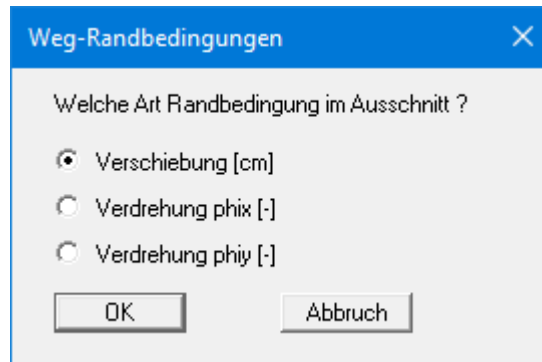 Weg-Randbedingungen
Welche Art Randbedingung im Ausschnitt ?
Verschiebung [cm]
Verdrehung phix [-]
Verdrehung phiy [-]
OK Abbruch